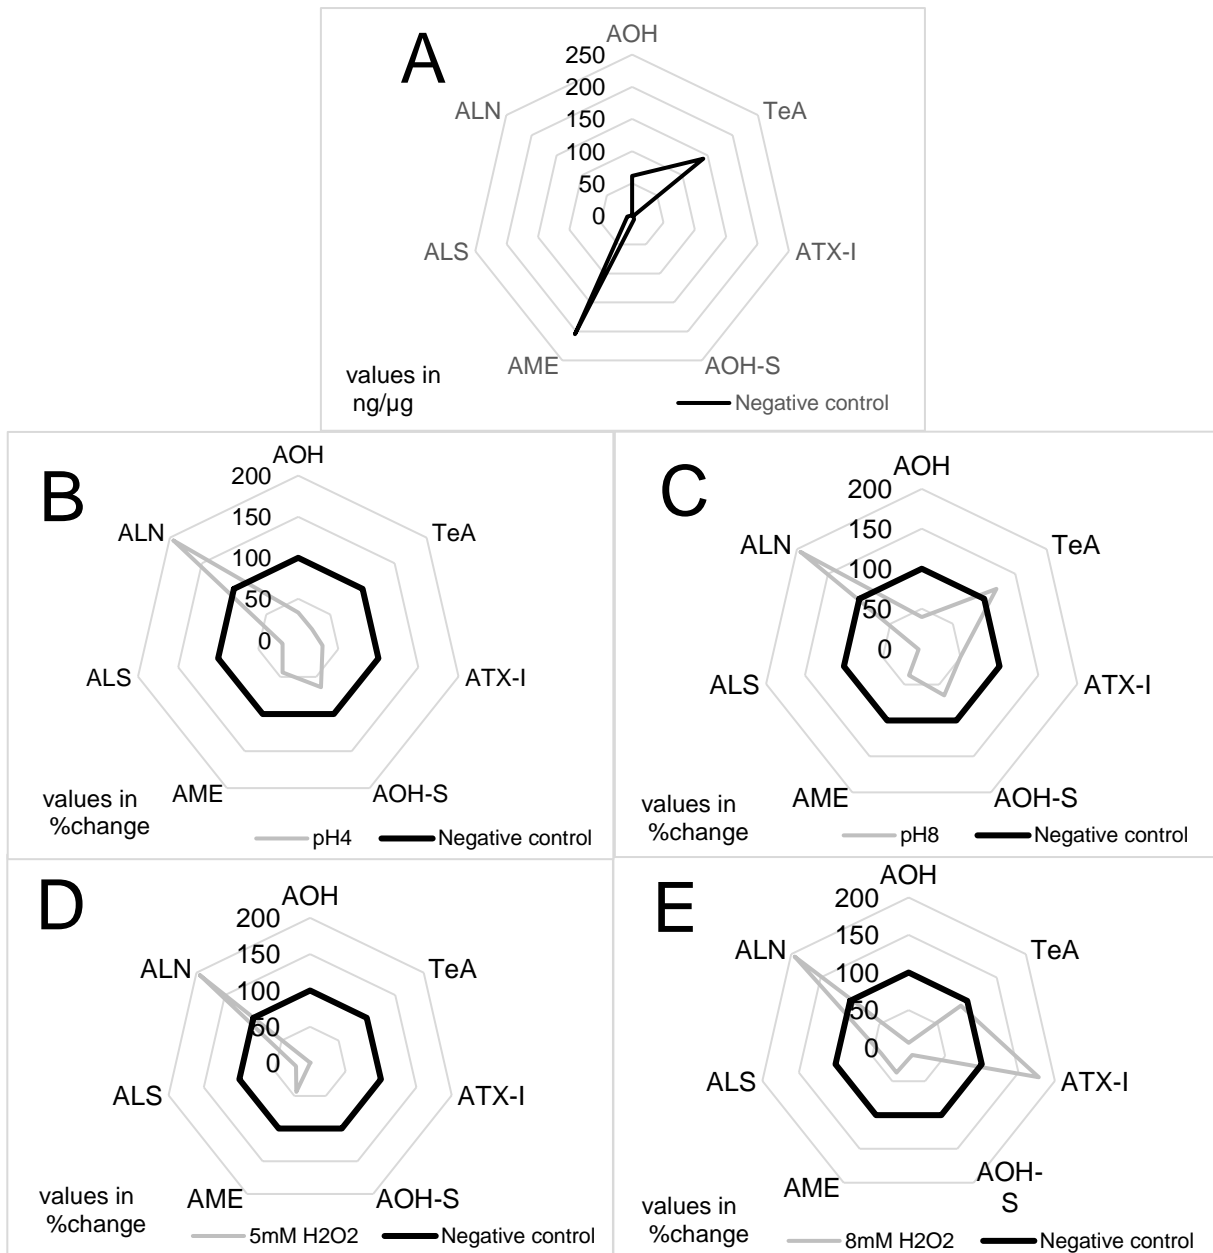 A
AOH
250
200
150
100
50
0
TeA
ALN
ATX-I
ALS
AOH-S
AME
values in
ng/µg
Negative control
B
AOH
200
150
100
50
0
TeA
ALN
ATX-I
ALS
AOH-S
AME
values in
%change
pH4
Negative control
C
AOH
200
150
100
50
0
TeA
ALN
ATX-I
ALS
AOH-S
AME
values in
%change
pH8
Negative control
D
AOH
200
150
100
50
0
TeA
ALN
ATX-I
ALS
AOH-S
AME
values in
%change
5mM H2O2
Negative control
E
AOH
200
150
100
50
0
TeA
ALN
ATX-I
ALS
AOH-
S
AME
values in
%change
8mM H2O2
Negative control